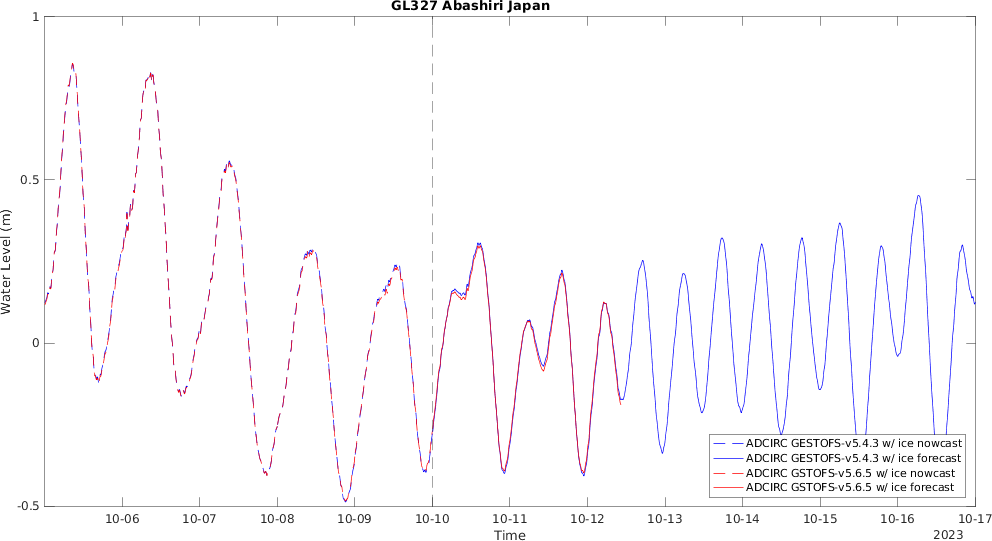 GL327 Abashiri Japan
1
0.5
0
-0.5
Water Level (m)
ADCIRC GESTOFS-v5.4.3 w/ ice nowcast
ADCIRC GESTOFS-v5.4.3 w/ ice forecast
ADCIRC GSTOFS-v5.6.5 w/ ice nowcast
ADCIRC GSTOFS-v5.6.5 w/ ice forecast
10-06 10-07 10-08 10-09 10-10 10-11 10-12 10-13 10-14 10-15 10-16 10-17
Time
2023